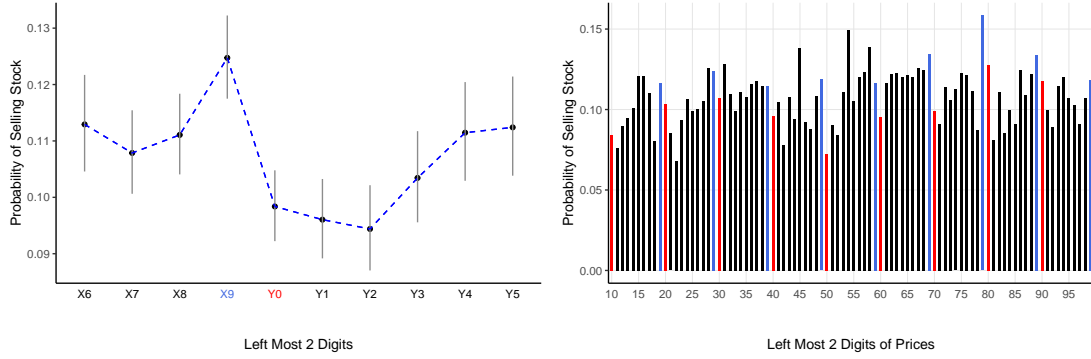 Probability of Selling Stock
0.13
0.12
0.11
0.10
0.09
X6 X7 X8 X9 Y0 Y1 Y2 Y3 Y4 Y5
Left Most 2 Digits
Probability of Selling Stock
0.15
0.10
0.05
0.00
10 15 20 25 30 35 40 45 50 55 60 65 70 75 80 85 90 95
Left Most 2 Digits of Prices